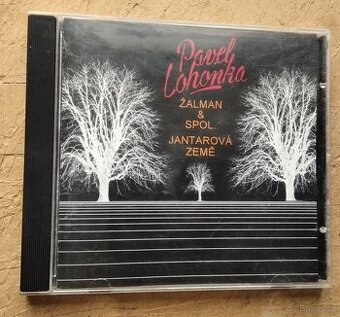 Pavel
Lohonka
ŽALMAN
&
SPOL.
JANTAROVÁ
ZEMĚ